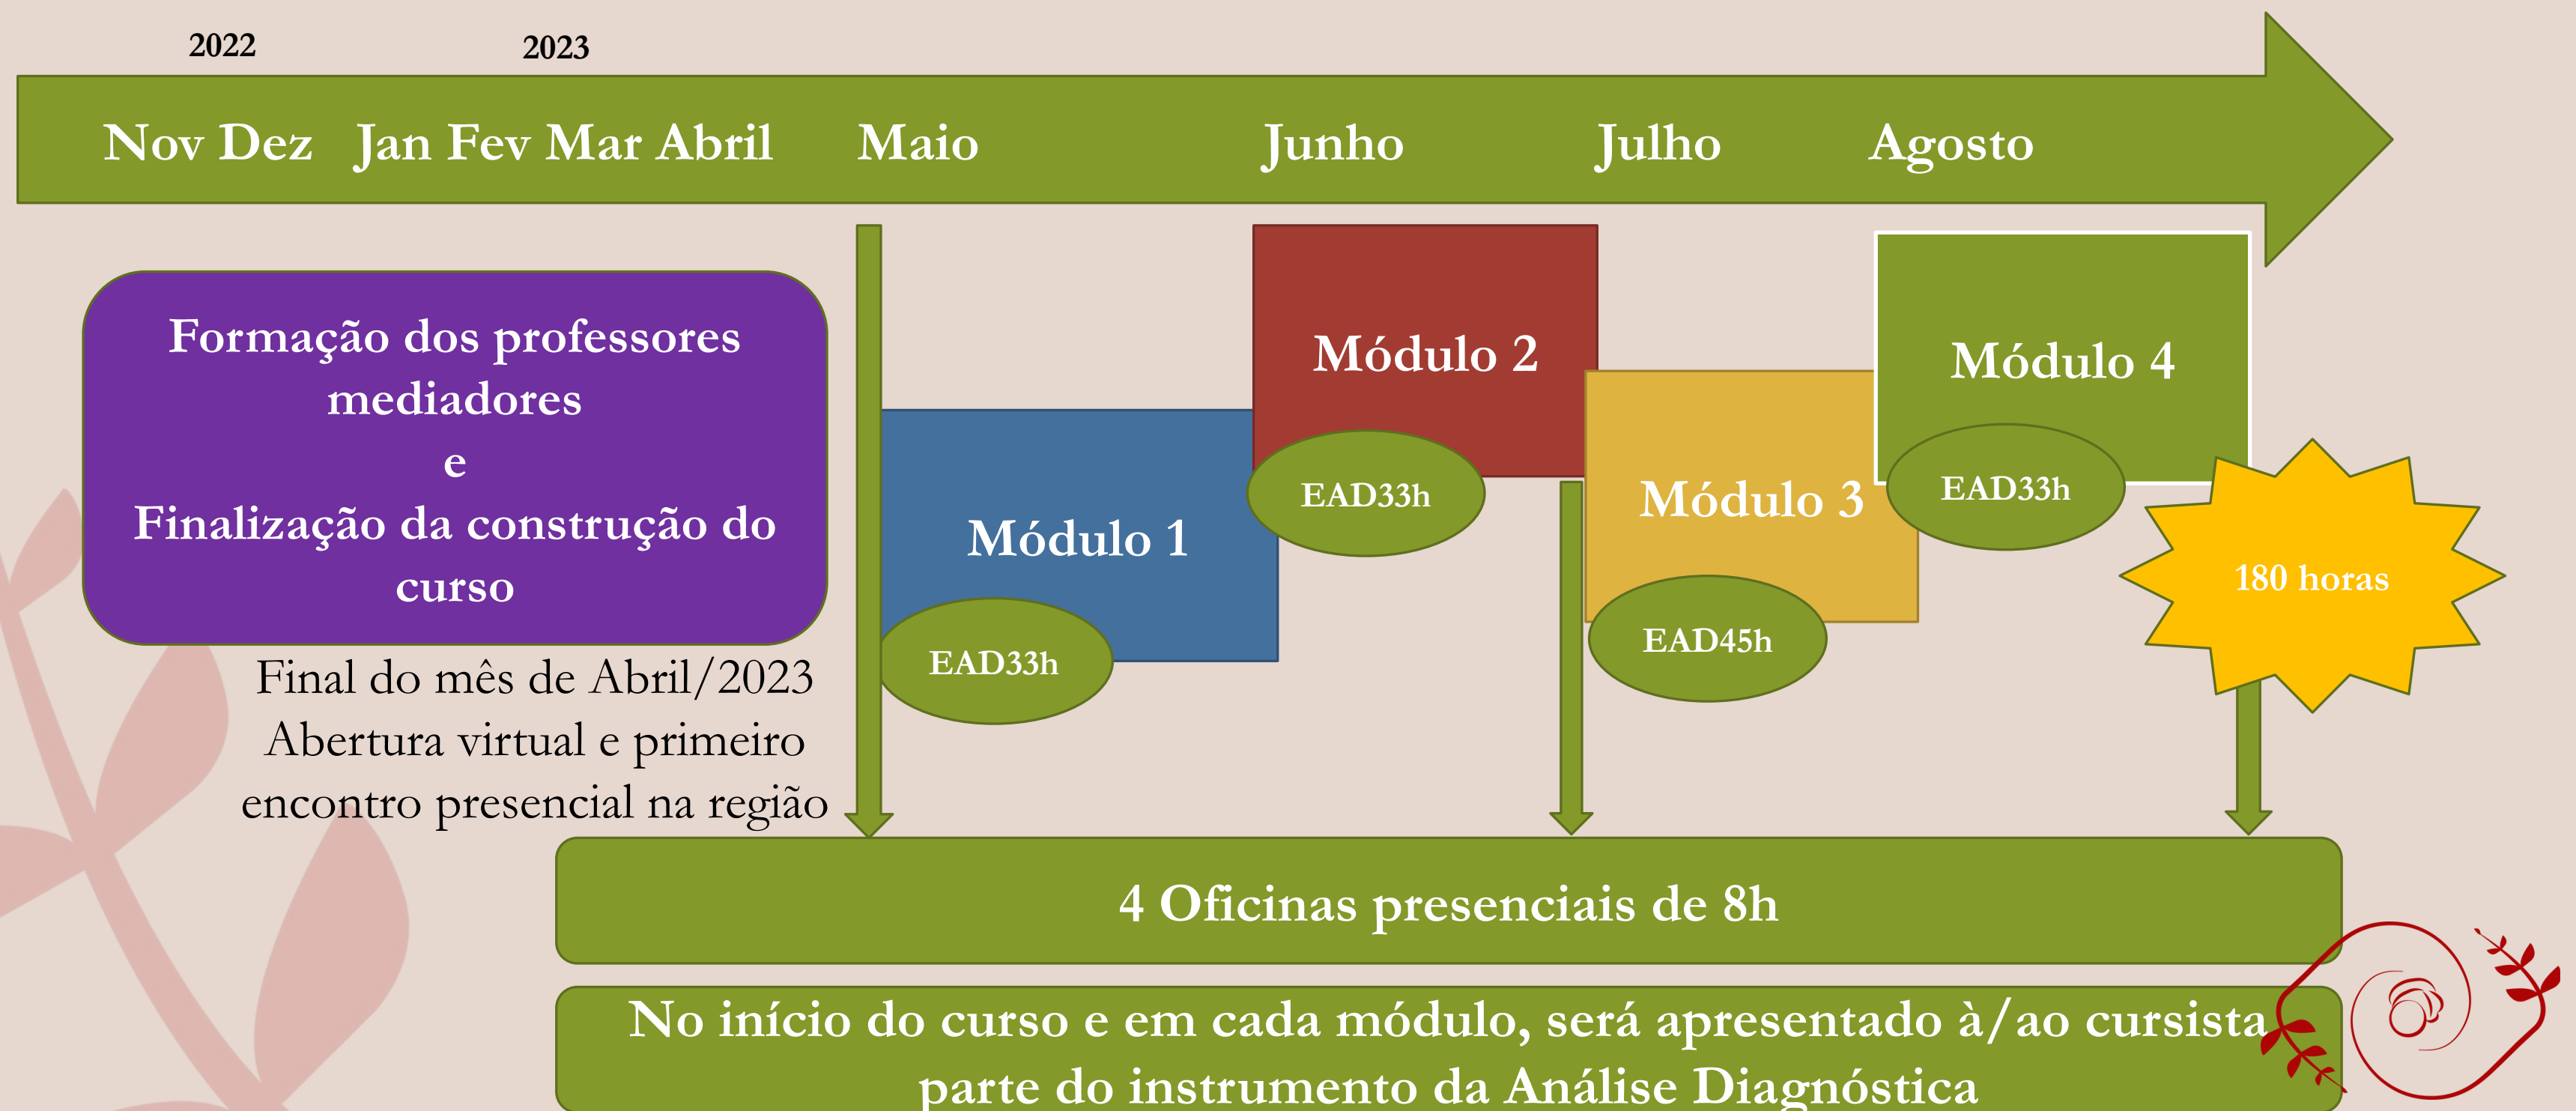 2022
2023
Nov Dez Jan Fev Mar Abril Maio Junho Julho Agosto
Formação dos professores
mediadores
e
Finalização da construção do
curso
Final do mês de Abril/2023
Abertura virtual e primeiro
encontro presencial na região
Módulo 1
EAD33h
Módulo 2
EAD33h
Módulo 3
EAD45h
Módulo 4
EAD33h
180 horas
4 Oficinas presenciais de 8h
No início do curso e em cada módulo, será apresentado à/ao cursista
parte do instrumento da Análise Diagnóstica